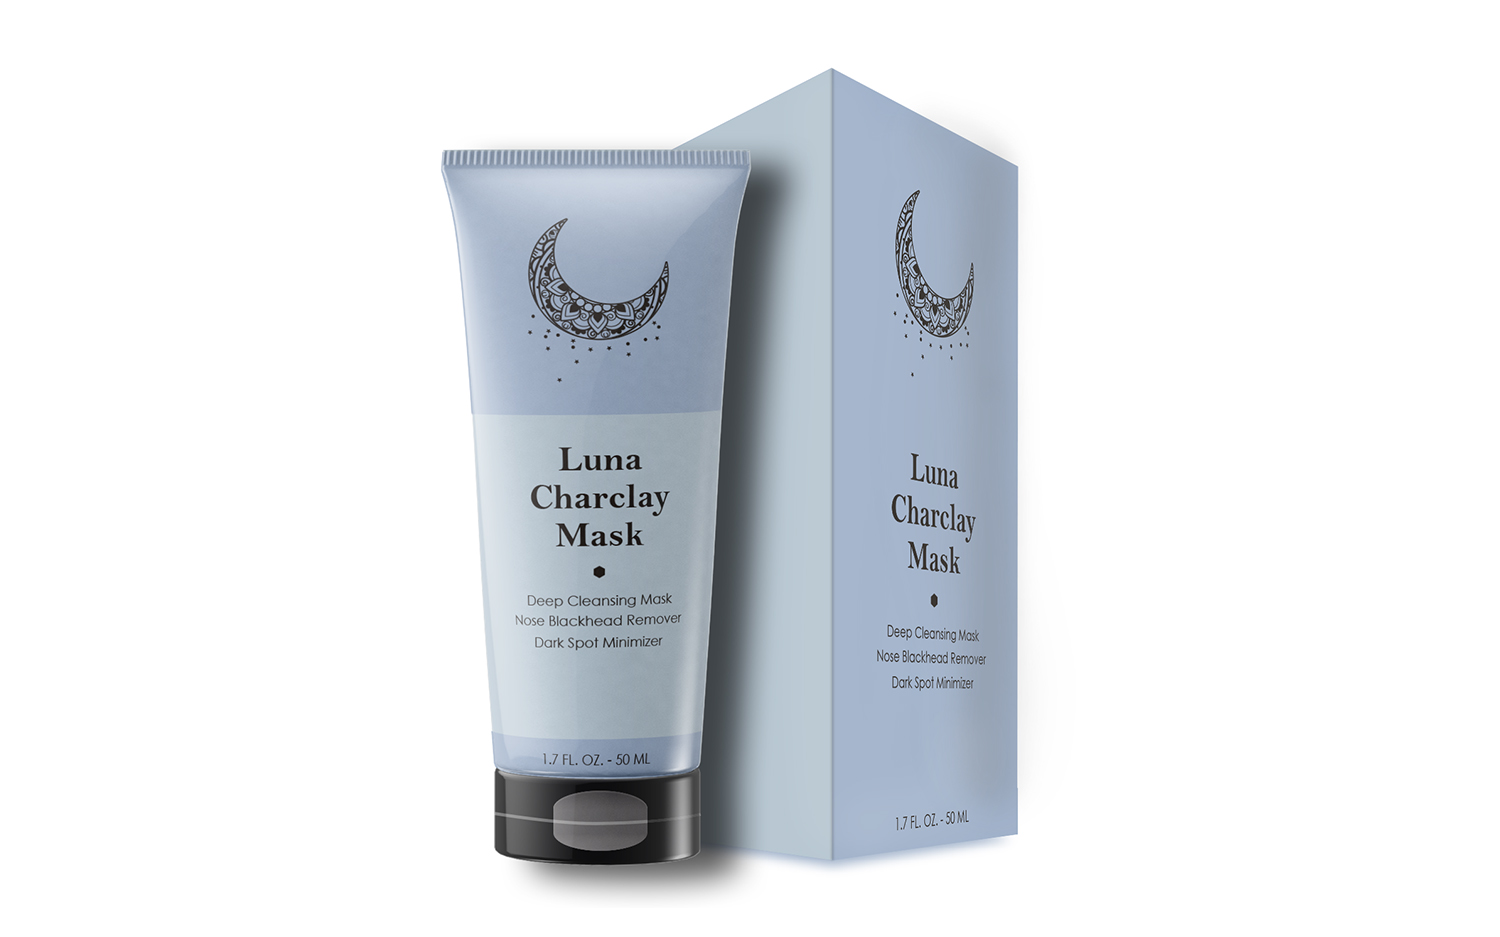 Luna
Charclay
Mask
Deep Cleansing Mask
Nose Blackhead Remover
Dark Spot Minimizer
1.7 FL. OZ. - 50 ML
Luna
Charclay
Mask
Deep Cleansing Mask
Nose Blackhead Remover
Dark Spot Minimizer
1.7 FL. OZ. - 50 ML